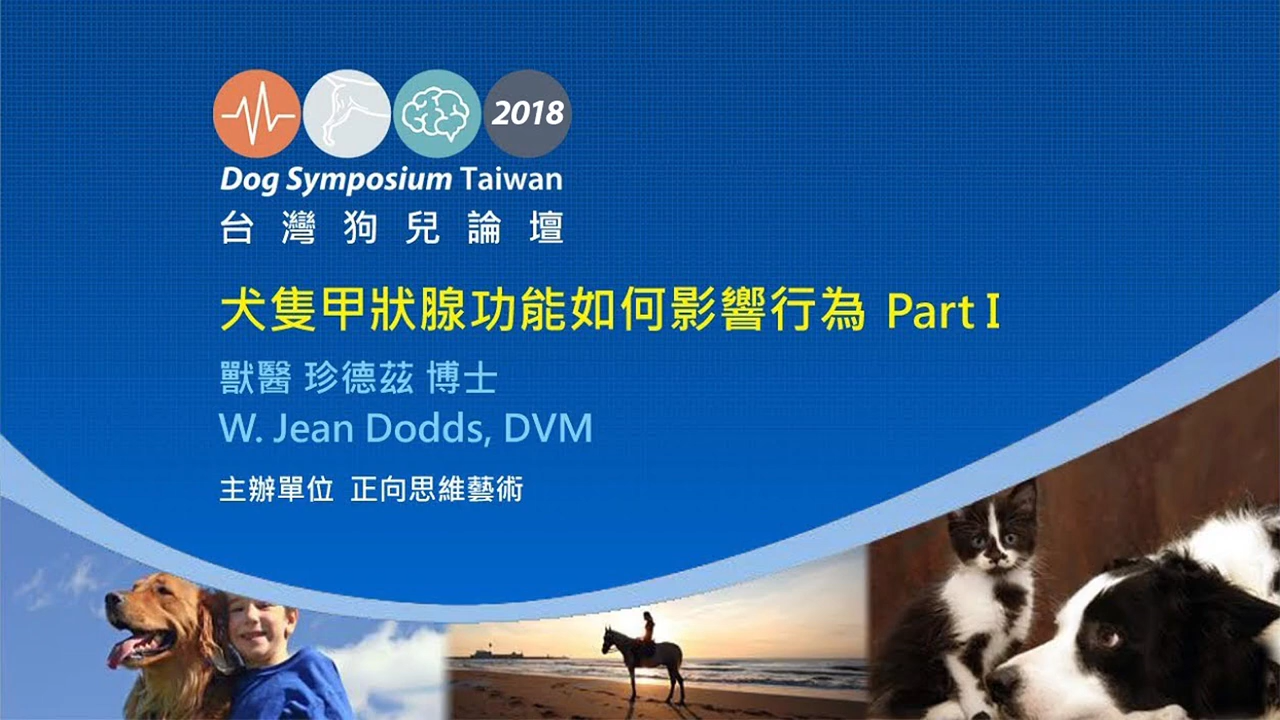 2018
Dog Symposium Taiwan
台灣狗兒論壇
犬隻甲狀腺功能如何影響行為 Part I
獸醫 珍德茲 博士
W. Jean Dodds, DVM
主辦單位 正向思維藝術